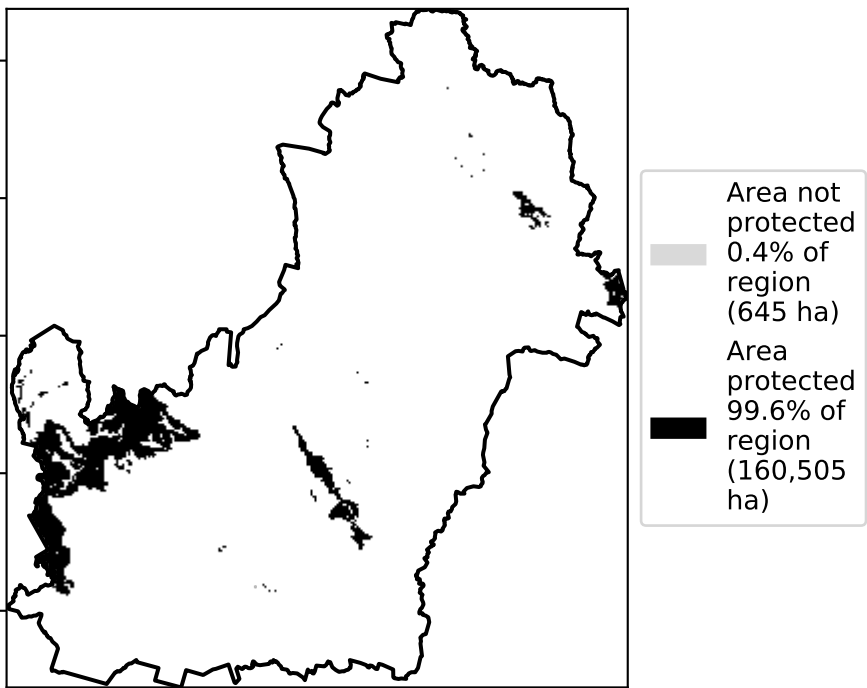 Area not
protected
0.4% of
region
(645 ha)
Area
protected
99.6% of
region
(160,505
ha)